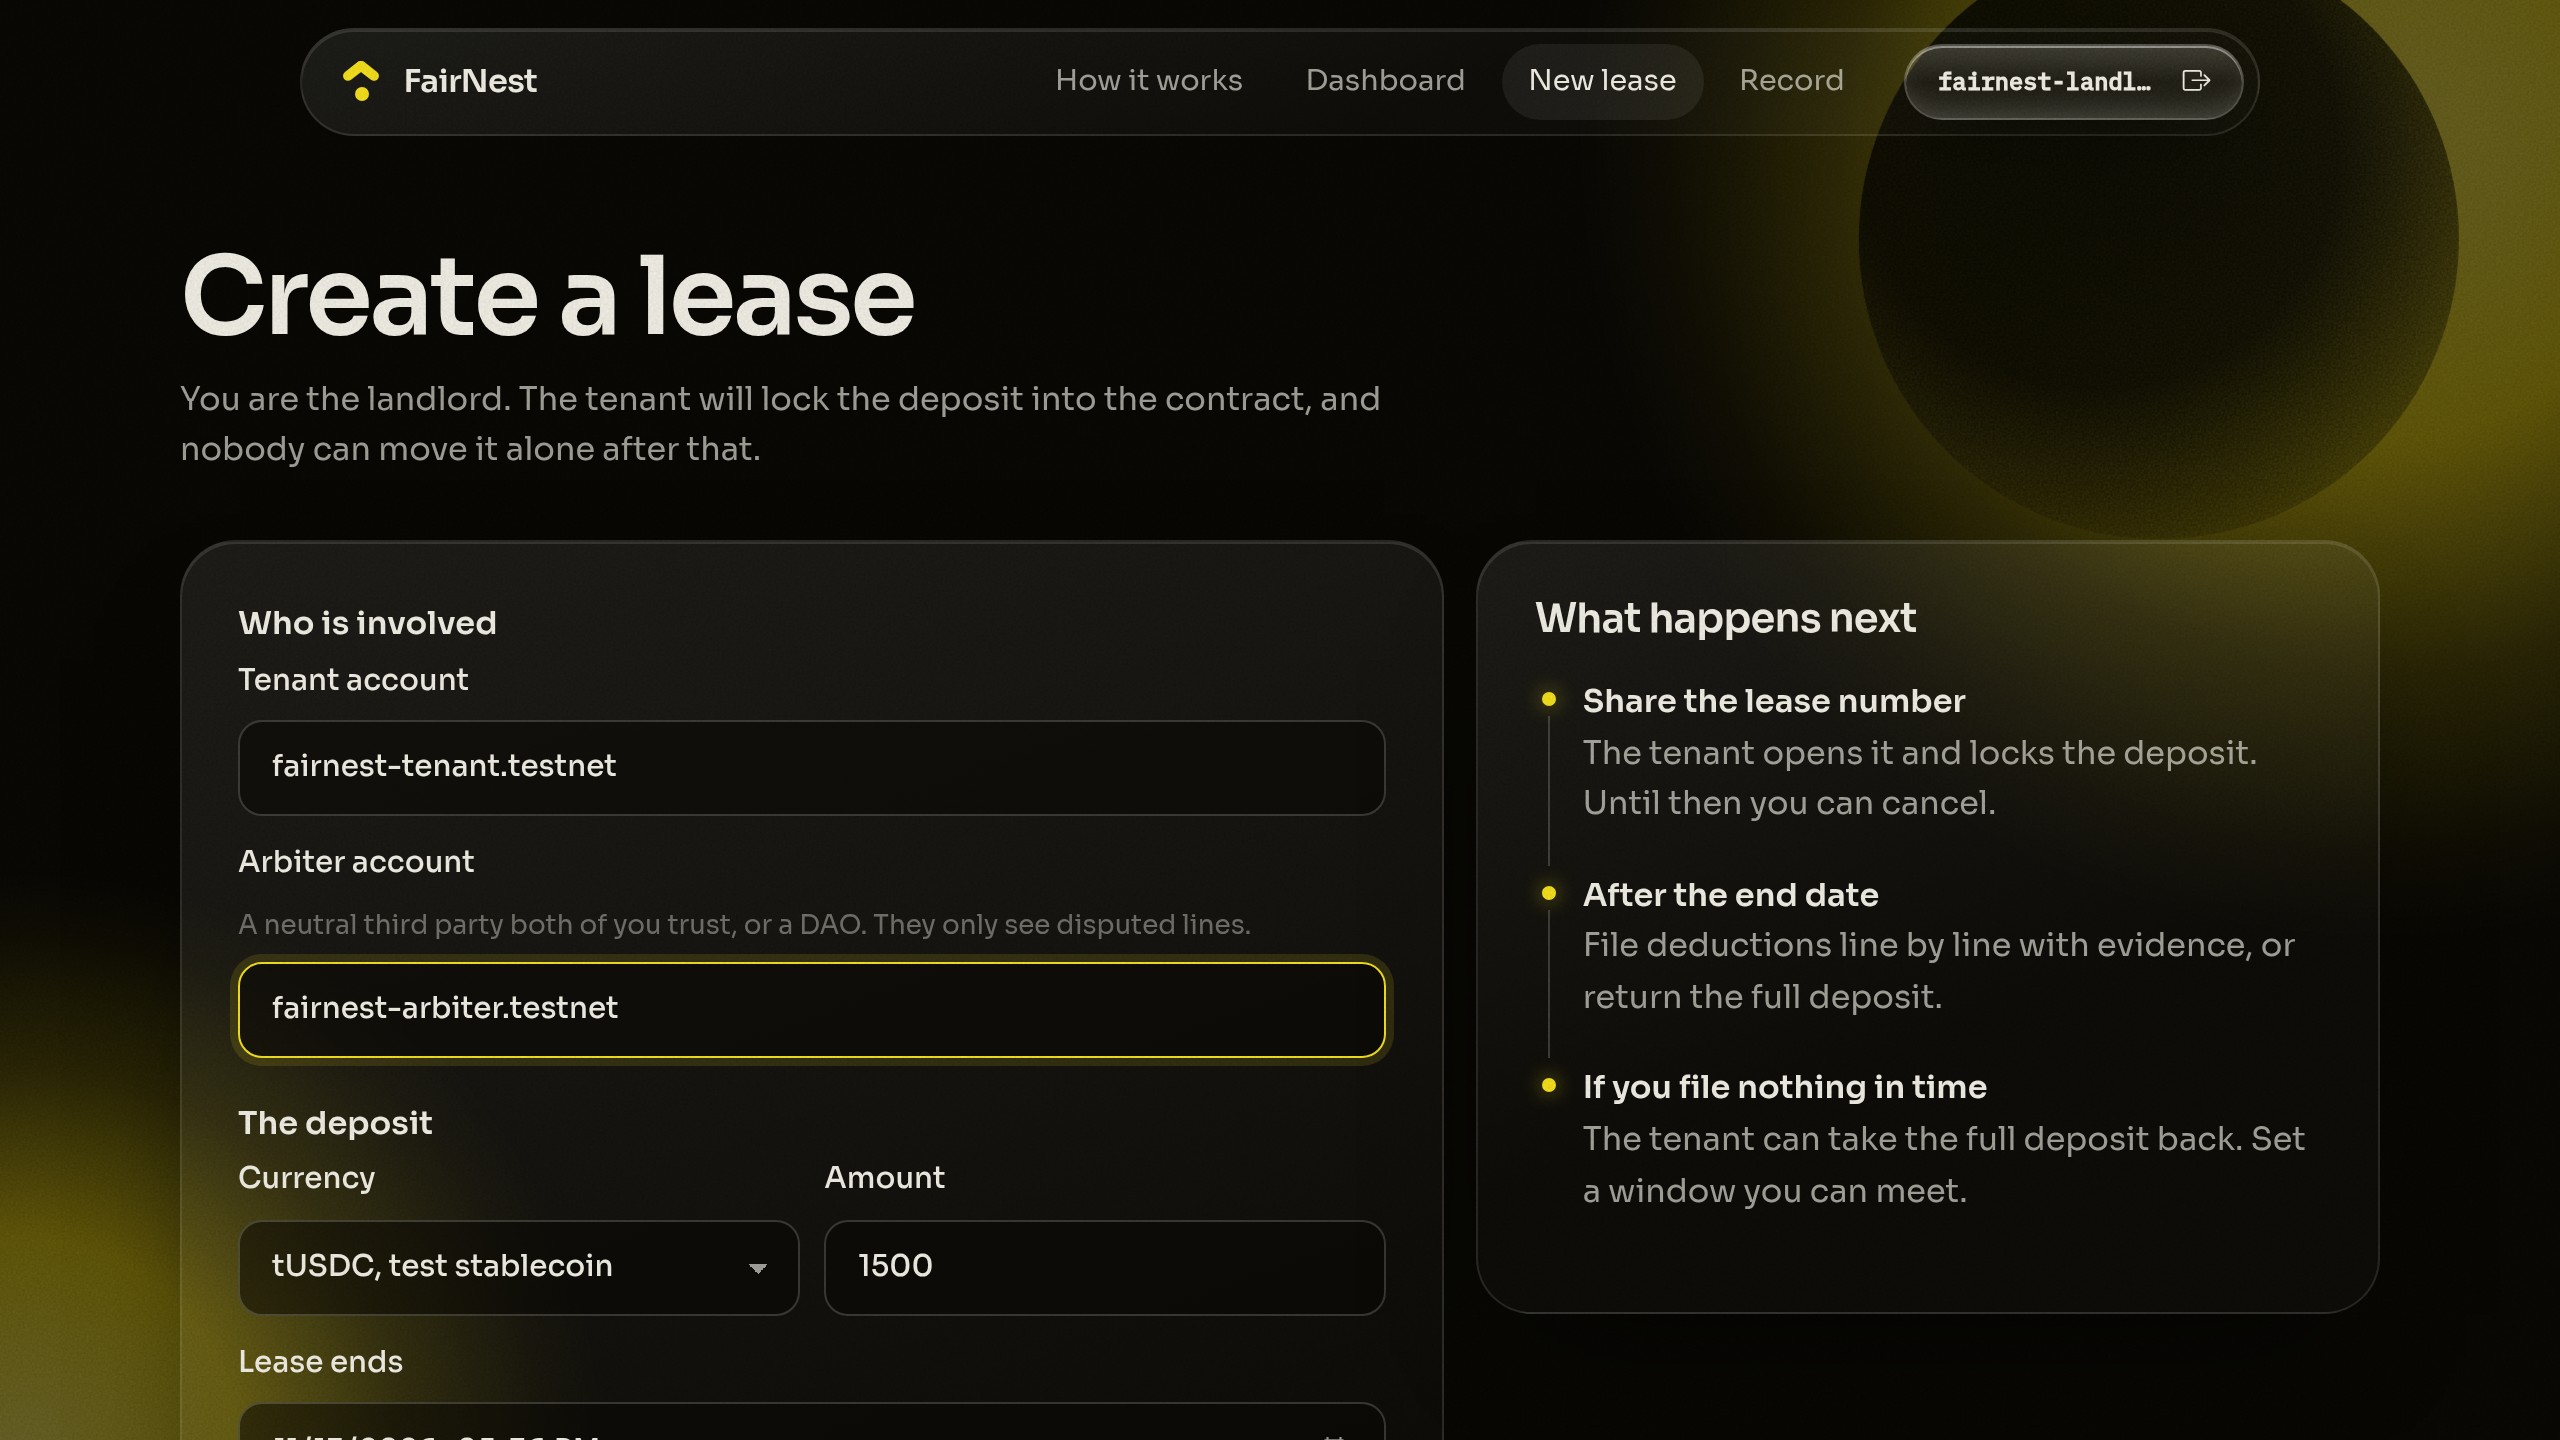 FairNest
How it works
Dashboard
New lease
Record
fairnest-landl…
Create a lease
You are the landlord. The tenant will lock the deposit into the contract, and
nobody can move it alone after that.
Who is involved
Tenant account
fairnest-tenant.testnet
Arbiter account
A neutral third party both of you trust, or a DAO. They only see disputed lines.
fairnest-arbiter.testnet
The deposit
Currency
Amount
tUSDC, test stablecoin
1500
Lease ends
What happens next
Share the lease number
The tenant opens it and locks the deposit.
Until then you can cancel.
After the end date
File deductions line by line with evidence, or
return the full deposit.
If you file nothing in time
The tenant can take the full deposit back. Set
a window you can meet.